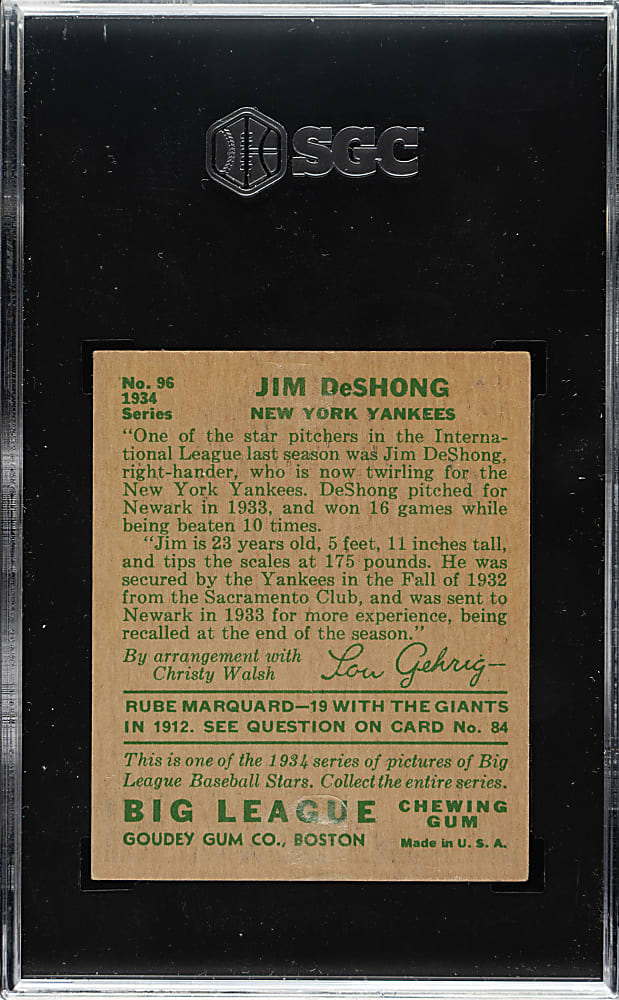 SGC
No. 96
1934
Series
JIM DeSHONG
NEW YORK YANKEES
"One of the star pitchers in the Interna-
tional League last season was Jim DeShong,
right-hander, who is now twirling for the
New York Yankees. DeShong pitched for
Newark in 1933, and won 16 games while
being beaten 10 times.
"Jim is 23 years old, 5 feet, 11 inches tall,
and tips the scales at 175 pounds. He was
secured by the Yankees in the Fall of 1932
from the Sacramento Club, and was sent to
Newark in 1933 for more experience, being
recalled at the end of the season."
By arrangement with
Christy Walsh
Lou Gehrig
RUBE MARQUARD—19 WITH THE GIANTS
IN 1912. SEE QUESTION ON CARD No. 84
This is one of the 1934 series of pictures of Big
League Baseball Stars. Collect the entire series.
BIG LEAGUE CHEWING GUM
GOUDEY GUM CO., BOSTON Made in U. S. A.